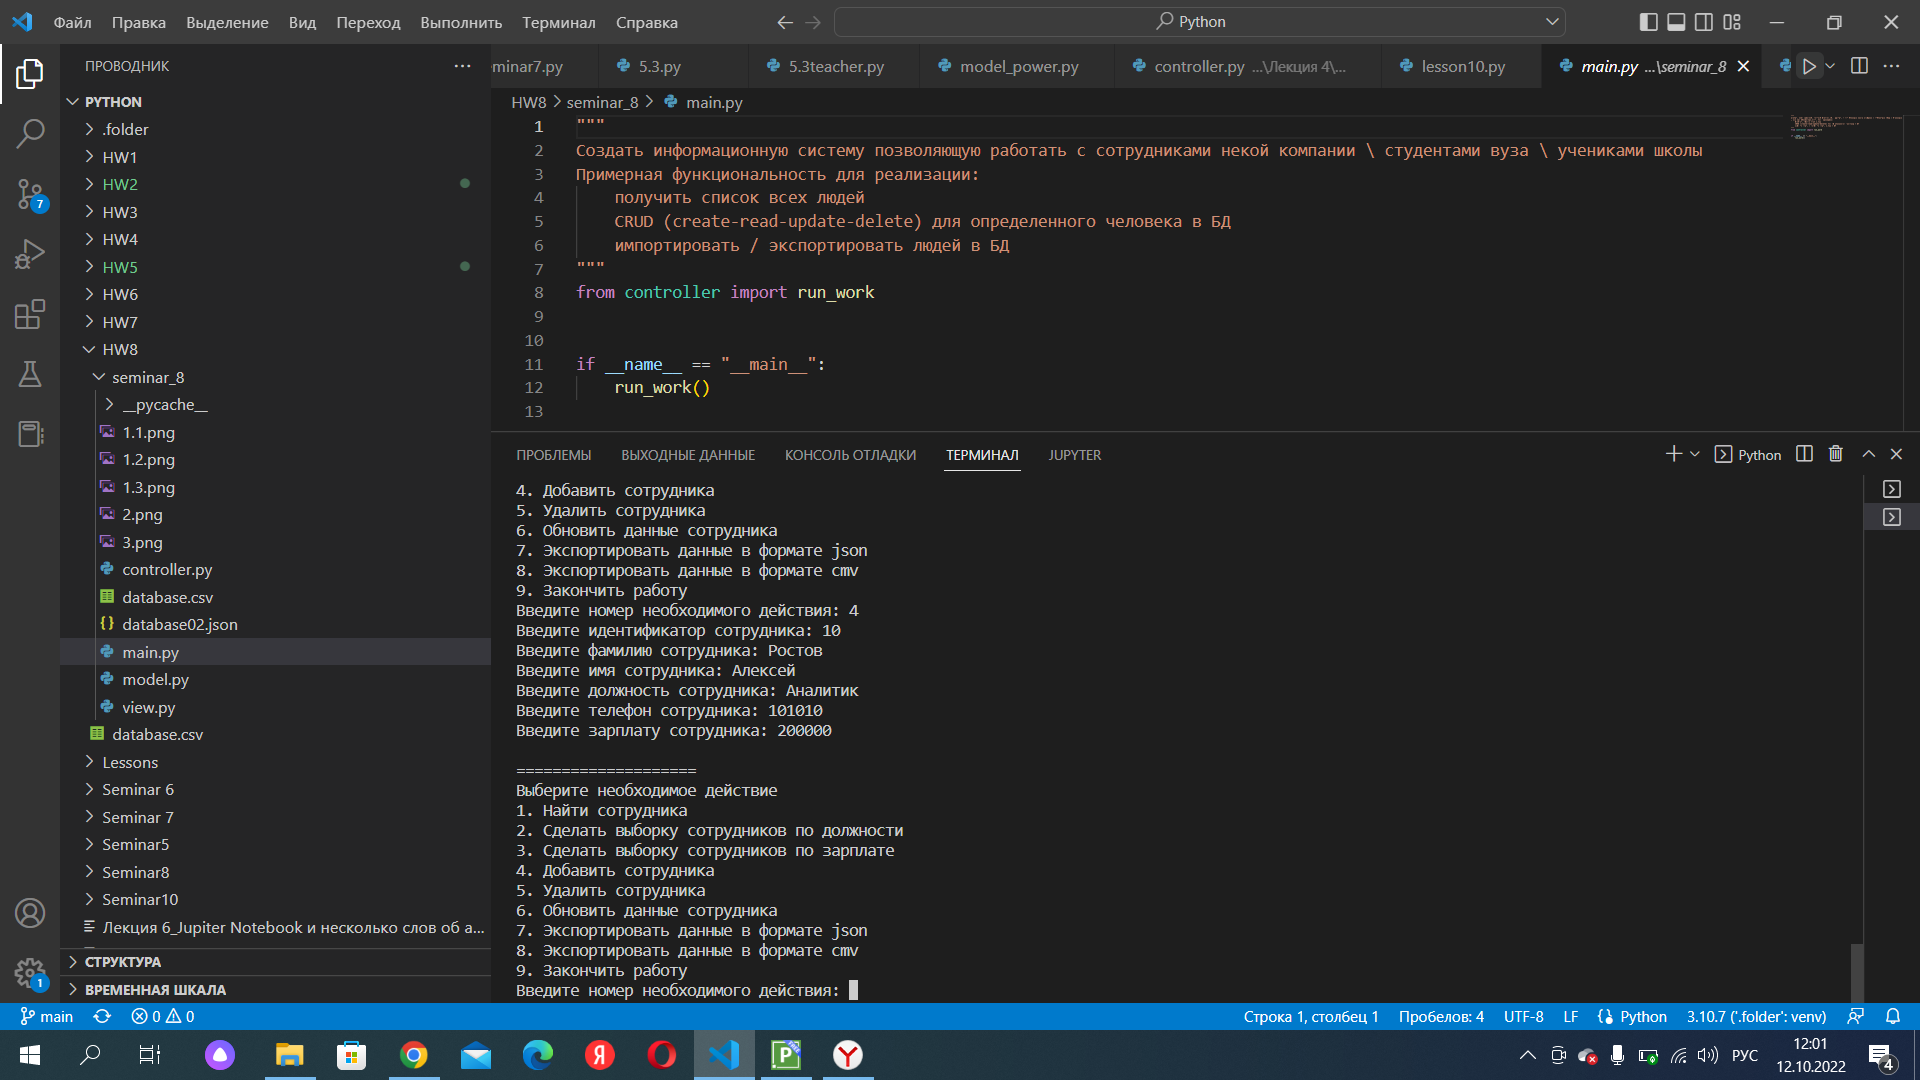 Файл Правка Выделение Вид Переход Выполнить Терминал Справка
Python
ПРОВОДНИК
PYTHON
.folder
HW1
HW2
HW3
HW4
HW5
HW6
HW7
HW8
seminar_8
__pycache__
1.1.png
1.2.png
1.3.png
2.png
3.png
controller.py
database.csv
database02.json
main.py
model.py
view.py
database.csv
Lessons
Seminar 6
Seminar 7
Seminar5
Seminar8
Seminar10
Лекция 6_Jupiter Notebook и несколько слов об а...
СТРУКТУРА
ВРЕМЕННАЯ ШКАЛА
7
1
minar7.py 5.3.py 5.3teacher.py model_power.py controller.py ...\Лекция 4\... lesson10.py main.py ...\seminar_8
HW8 > seminar_8 > main.py
1 """
2 Создать информационную систему позволяющую работать с сотрудниками некой компании \ студентами вуза \ учениками школы
3 Примерная функциональность для реализации:
4 получить список всех людей
5 CRUD (create-read-update-delete) для определенного человека в БД
6 импортировать / экспортировать людей в БД
7 """
8 from controller import run_work
9
10
11 if __name__ == "__main__":
12 run_work()
13
ПРОБЛЕМЫ ВЫХОДНЫЕ ДАННЫЕ КОНСОЛЬ ОТЛАДКИ ТЕРМИНАЛ JUPYTER
Python
4. Добавить сотрудника
5. Удалить сотрудника
6. Обновить данные сотрудника
7. Экспортировать данные в формате json
8. Экспортировать данные в формате cmv
9. Закончить работу
Введите номер необходимого действия: 4
Введите идентификатор сотрудника: 10
Введите фамилию сотрудника: Ростов
Введите имя сотрудника: Алексей
Введите должность сотрудника: Аналитик
Введите телефон сотрудника: 101010
Введите зарплату сотрудника: 200000
====================
Выберите необходимое действие
1. Найти сотрудника
2. Сделать выборку сотрудников по должности
3. Сделать выборку сотрудников по зарплате
4. Добавить сотрудника
5. Удалить сотрудника
6. Обновить данные сотрудника
7. Экспортировать данные в формате json
8. Экспортировать данные в формате cmv
9. Закончить работу
Введите номер необходимого действия:
main 0 0 Строка 1, столбец 1 Пробелов: 4 UTF-8 LF Python 3.10.7 ('.folder': venv)
РУС
12:01
12.10.2022
4